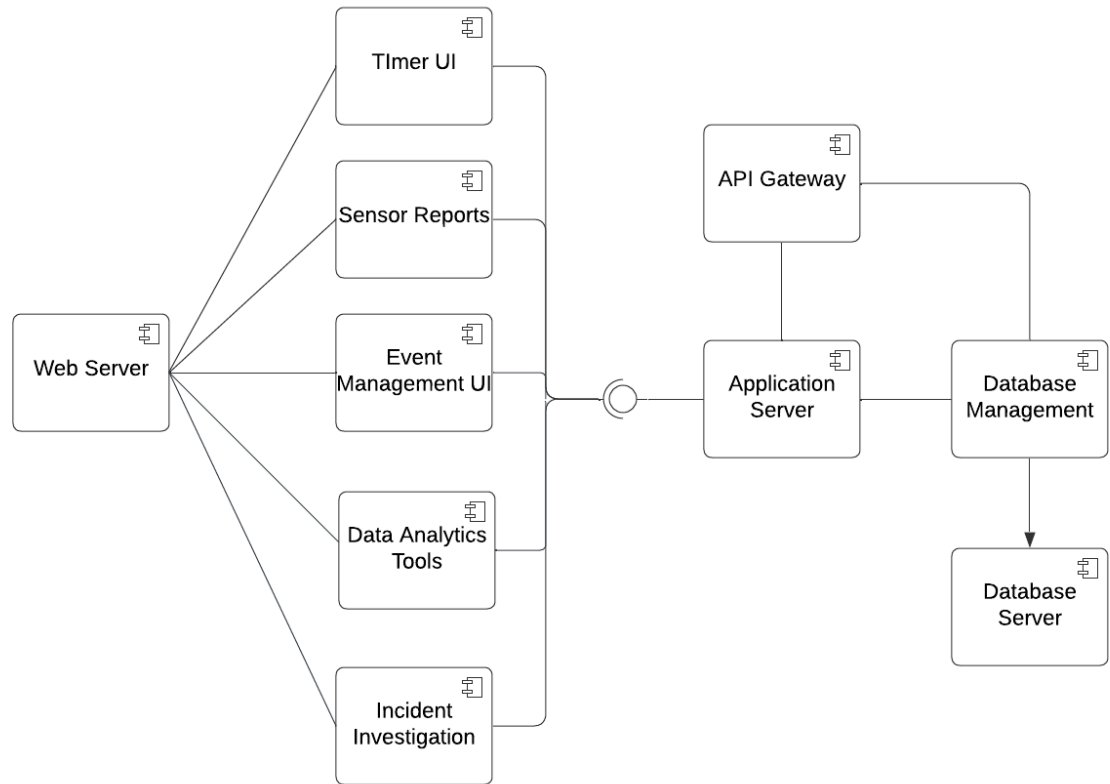 TImer UI
Sensor Reports
Web Server
Event
Management UI
Data Analytics
Tools
Incident
Investigation
API Gateway
Application
Server
Database
Management
Database
Server